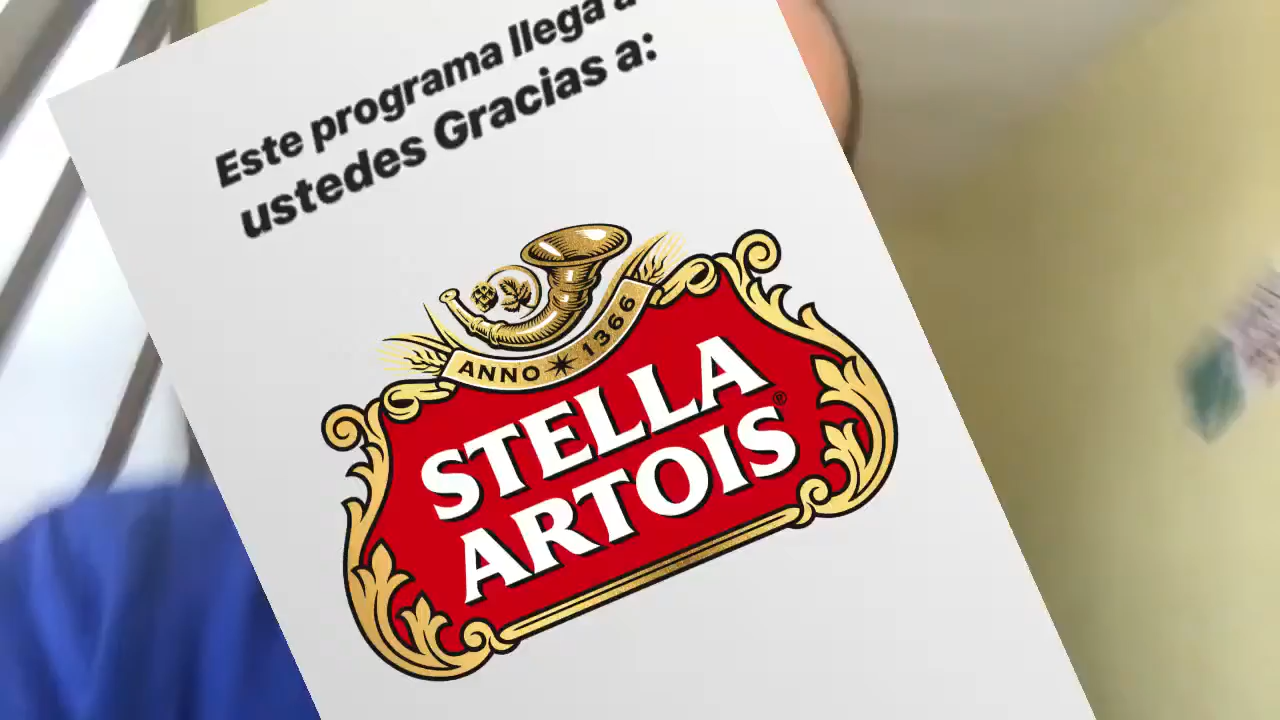 Este programa llega a
ustedes Gracias a:
ANNO 1366
STELLA
ARTOIS®